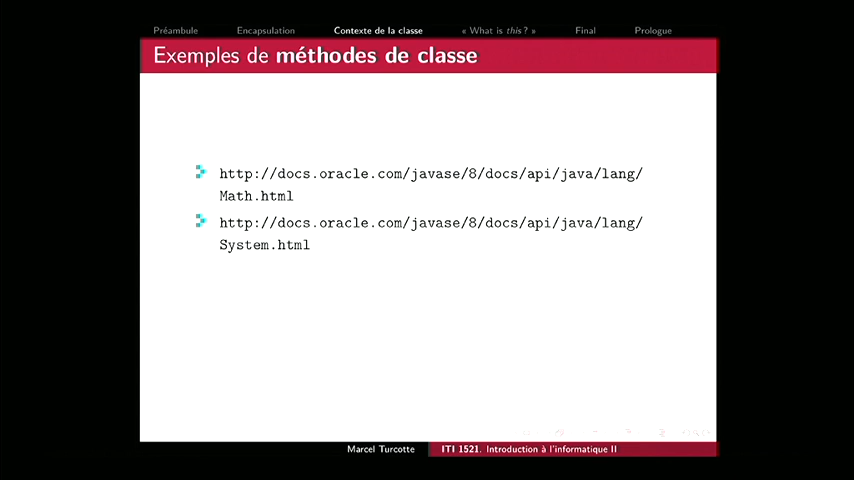 Préambule Encapsulation Contexte de la classe « What is this ? » Final Prologue
Exemples de méthodes de classe
http://docs.oracle.com/javase/8/docs/api/java/lang/
Math.html
http://docs.oracle.com/javase/8/docs/api/java/lang/
System.html
Marcel Turcotte ITI 1521. Introduction à l'informatique II